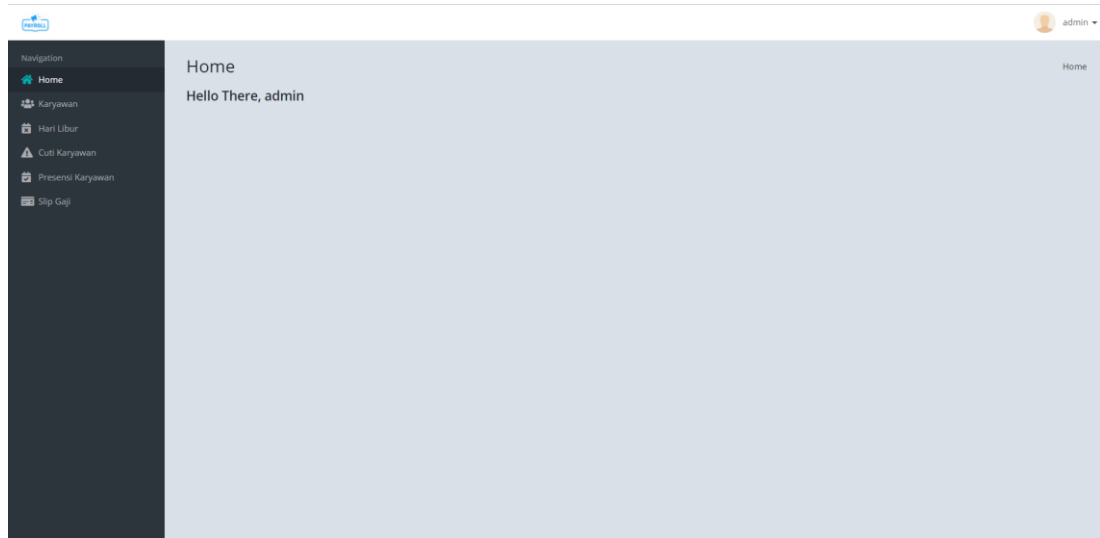 PAYROLL
admin
Navigation
Home
Karyawan
Hari Libur
Cuti Karyawan
Presensi Karyawan
Slip Gaji
Home
Home
Hello There, admin